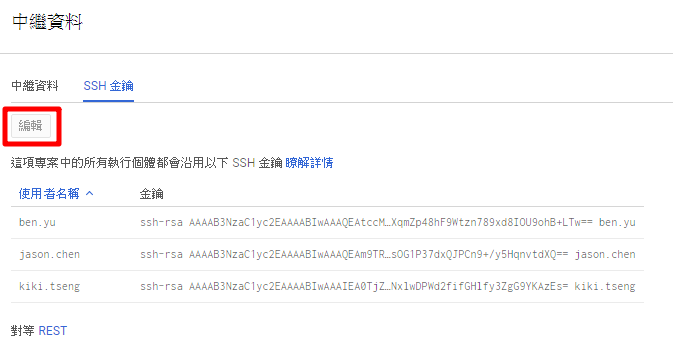 中繼資料
中繼資料 SSH 金鑰
編輯
這項專案中的所有執行個體都會沿用以下 SSH 金鑰 瞭解詳情
使用者名稱 金鑰
ben.yu ssh-rsa AAAAB3NzaC1yc2EAAAABIwAAAQEAtccM…XqmZp48hF9Wtzn789xd8IOU9ohB+LTw== ben.yu
jason.chen ssh-rsa AAAAB3NzaC1yc2EAAAABIwAAAQEAm9TR…sOG1P37dxQJPCn9+/y5HqnvtdXQ== jason.chen
kiki.tseng ssh-rsa AAAAB3NzaC1yc2EAAAABIwAAAIEA0TjZ…NxlwDPWd2fifGHlfy3ZgG9YKAzEs= kiki.tseng
對等 REST